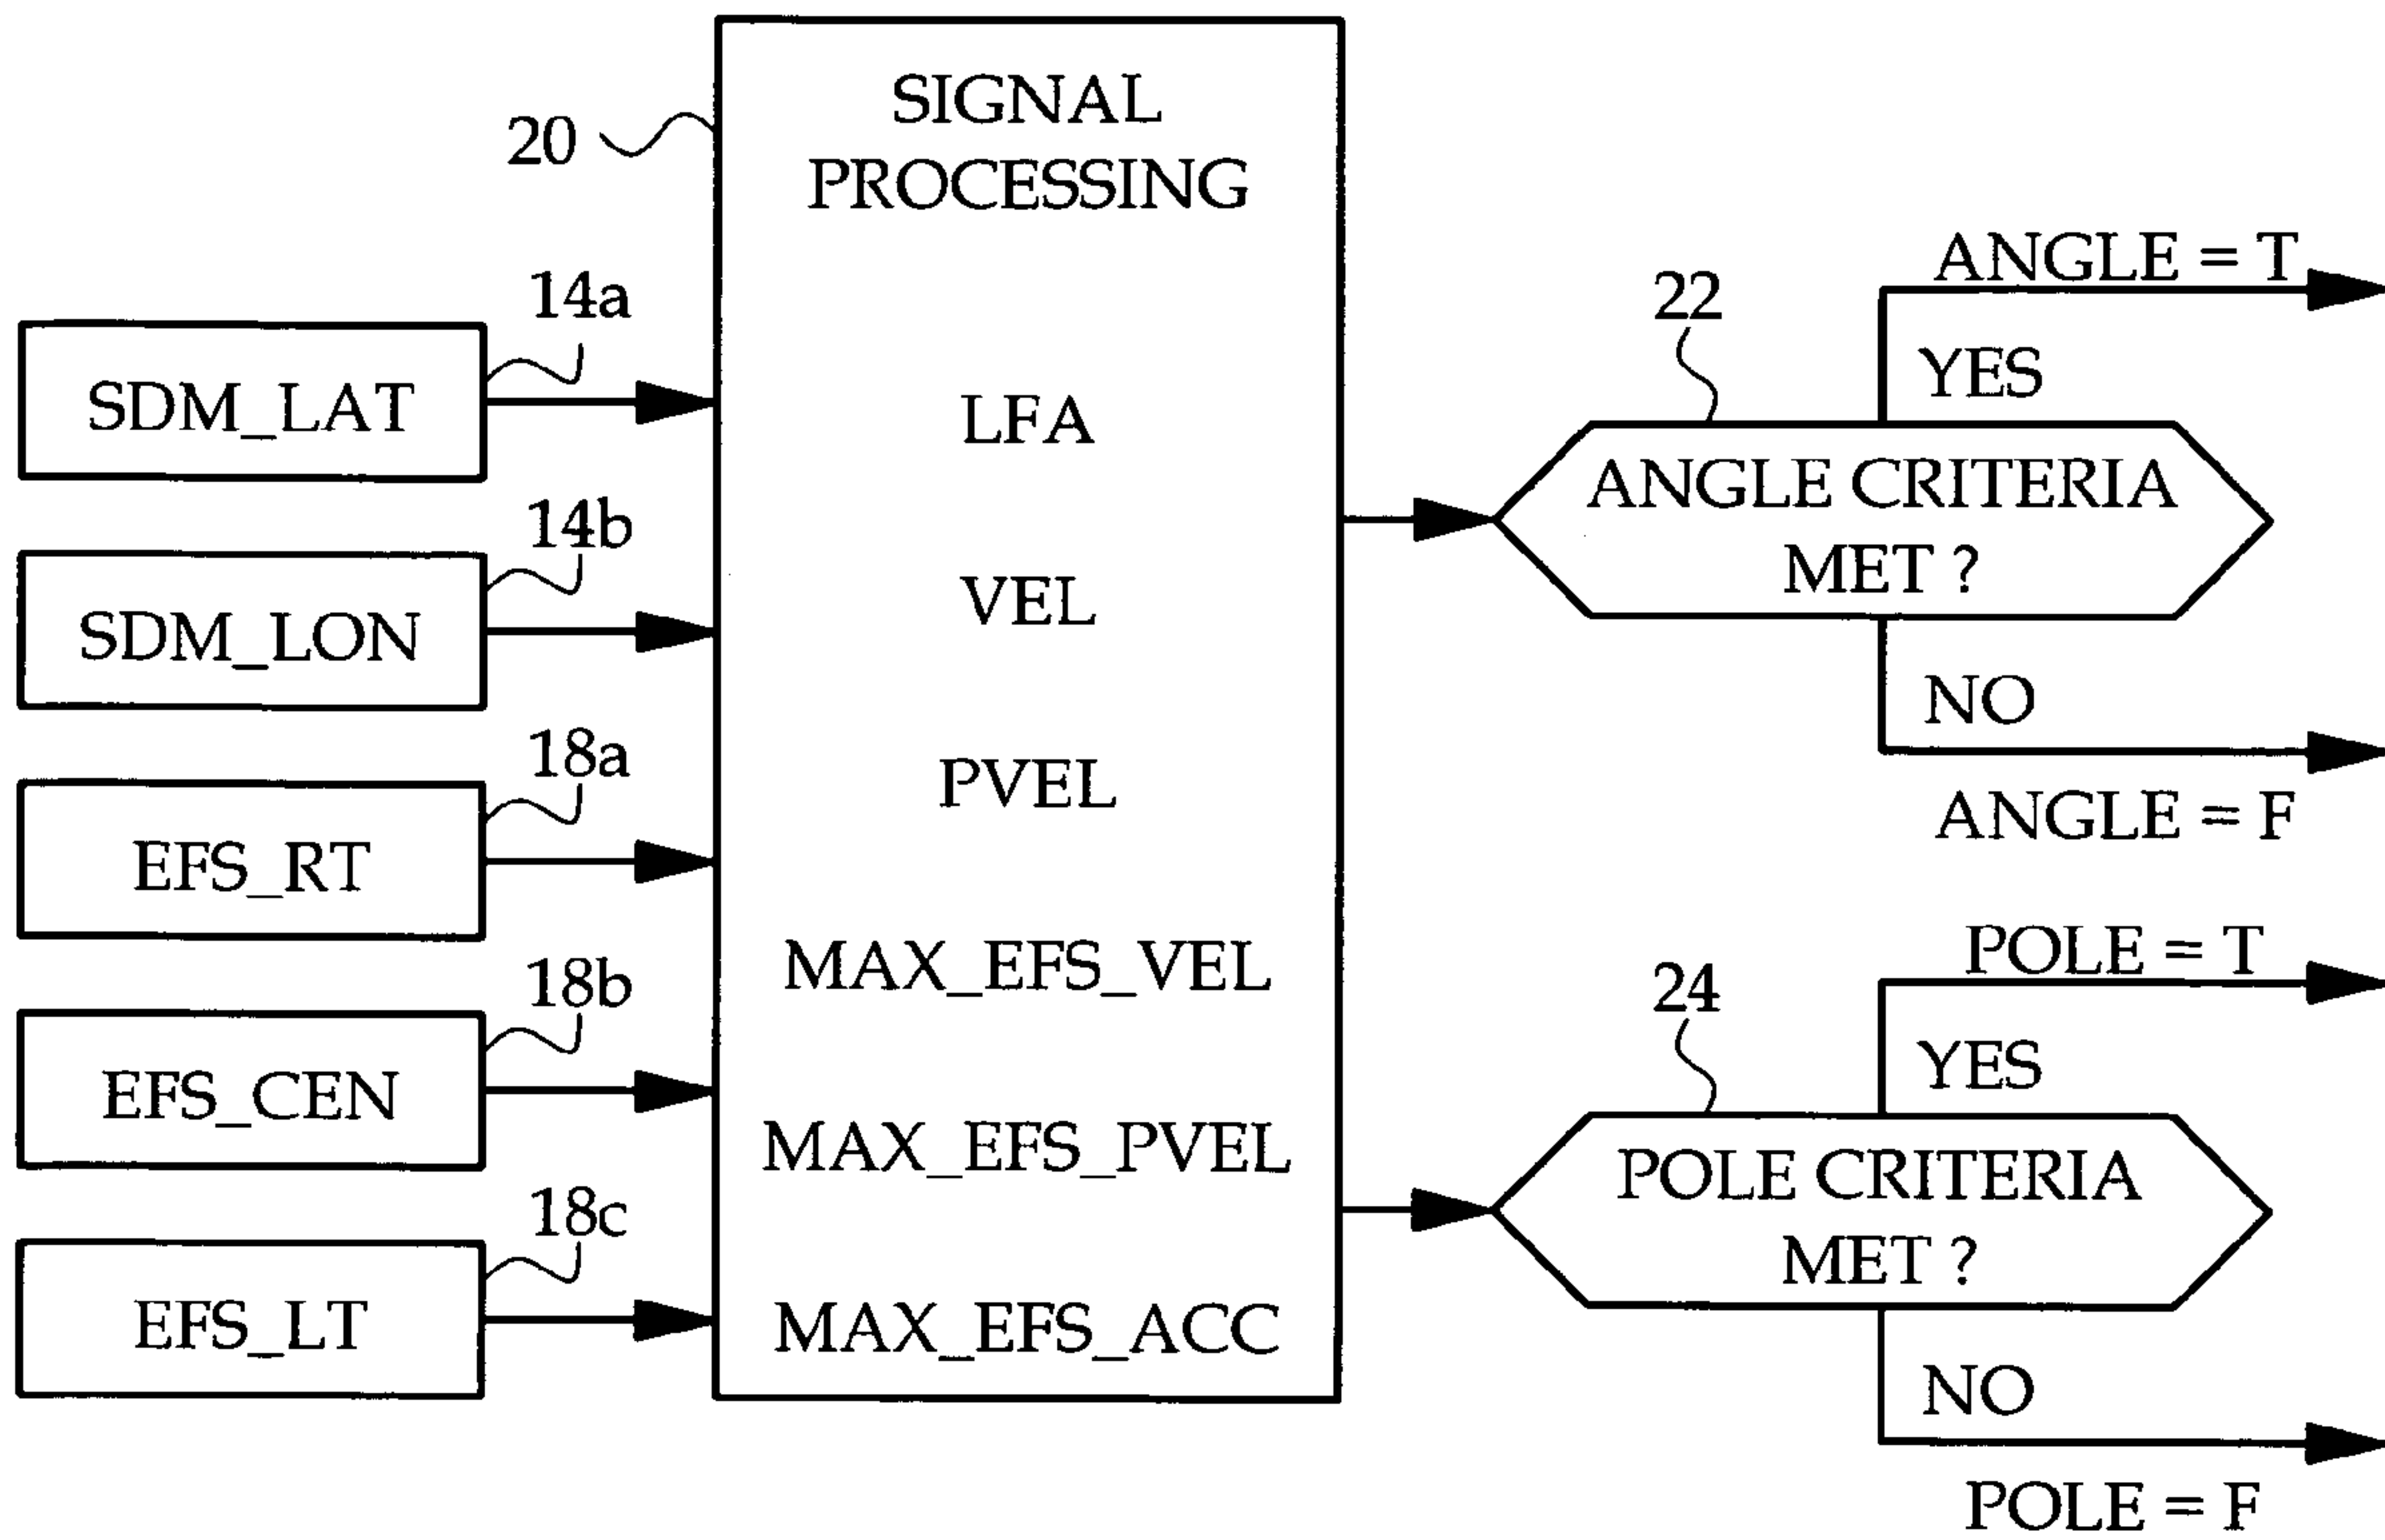 20
SIGNAL
PROCESSING
LFA
VEL
PVEL
MAX_EFS_VEL
MAX_EFS_PVEL
MAX_EFS_ACC
14a
SDM_LAT
14b
SDM_LON
18a
EFS_RT
18b
EFS_CEN
18c
EFS_LT
22
ANGLE = T
YES
ANGLE CRITERIA
MET ?
NO
ANGLE = F
24
POLE = T
YES
POLE CRITERIA
MET ?
NO
POLE = F